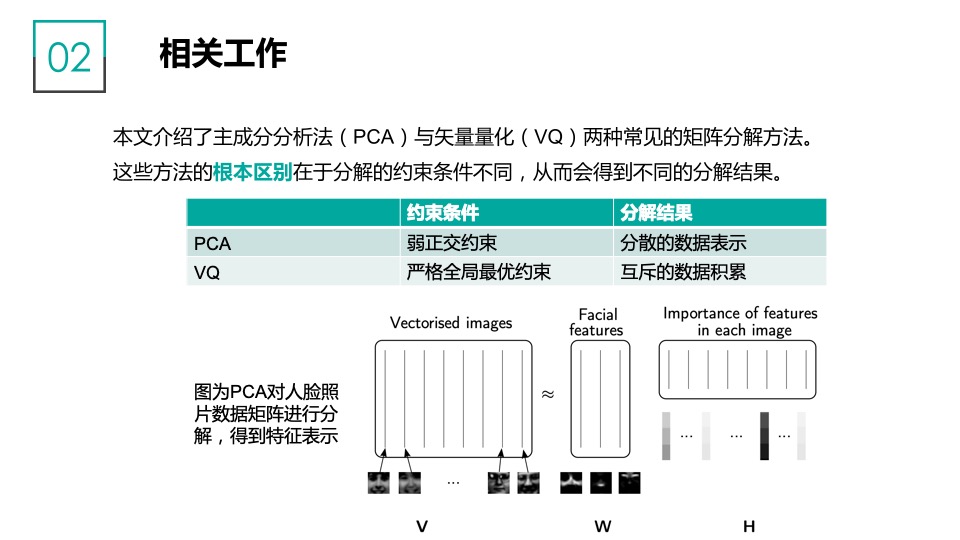 02
相关工作
本文介绍了主成分分析法（PCA）与矢量量化（VQ）两种常见的矩阵分解方法。
这些方法的根本区别在于分解的约束条件不同，从而会得到不同的分解结果。
约束条件 分解结果
PCA 弱正交约束 分散的数据表示
VQ 严格全局最优约束 互斥的数据积累
Vectorised images
Facial
features
Importance of features
in each image
图为PCA对人脸照
片数据矩阵进行分
解，得到特征表示
≈
...
... ... ...
V W H